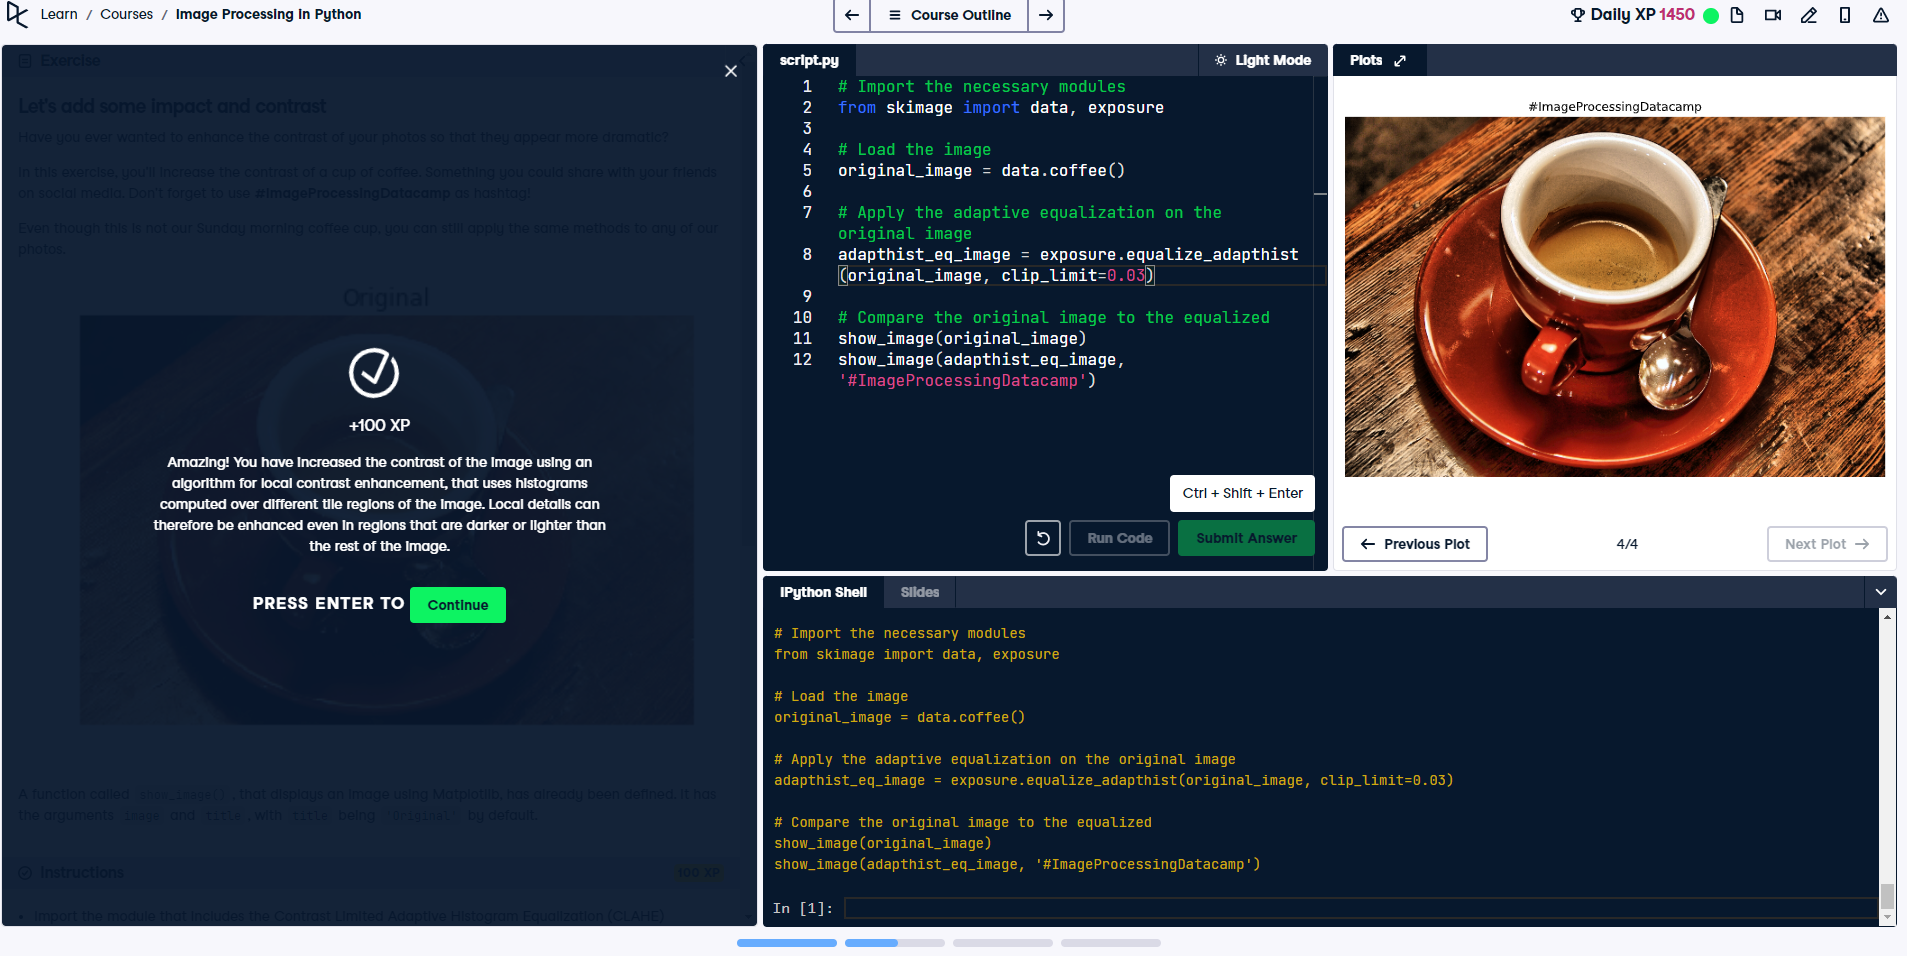 Learn / Courses / Image Processing in Python
Course Outline
Daily XP 1450
Exercise
Let's add some impact and contrast
Have you ever wanted to enhance the contrast of your photos so that they appear more dramatic?
In this exercise, you'll increase the contrast of a cup of coffee. Something you could share with your friends
on social media. Don't forget to use #ImageProcessingDatacamp as hashtag!
Even though this is not our Sunday morning coffee cup, you can still apply the same methods to any of our
photos.
Original
+100 XP
Amazing! You have increased the contrast of the image using an
algorithm for local contrast enhancement, that uses histograms
computed over different tile regions of the image. Local details can
therefore be enhanced even in regions that are darker or lighter than
the rest of the image.
PRESS ENTER TO Continue
A function called show_image(), that displays an image using Matplotlib, has already been defined. It has
the arguments image and title, with title being 'Original' by default.
Instructions
100 XP
• Import the module that includes the Contrast Limited Adaptive Histogram Equalization (CLAHE)
script.py
Light Mode
1 # Import the necessary modules
2 from skimage import data, exposure
3
4 # Load the image
5 original_image = data.coffee()
6
7 # Apply the adaptive equalization on the
original image
8 adapthist_eq_image = exposure.equalize_adapthist
(original_image, clip_limit=0.03)
9
10 # Compare the original image to the equalized
11 show_image(original_image)
12 show_image(adapthist_eq_image,
'#ImageProcessingDatacamp')
Ctrl + Shift + Enter
Run Code
Submit Answer
Plots
#ImageProcessingDatacamp
Previous Plot
4/4
Next Plot
IPython Shell
Slides
# Import the necessary modules
from skimage import data, exposure
# Load the image
original_image = data.coffee()
# Apply the adaptive equalization on the original image
adapthist_eq_image = exposure.equalize_adapthist(original_image, clip_limit=0.03)
# Compare the original image to the equalized
show_image(original_image)
show_image(adapthist_eq_image, '#ImageProcessingDatacamp')
In [1]: